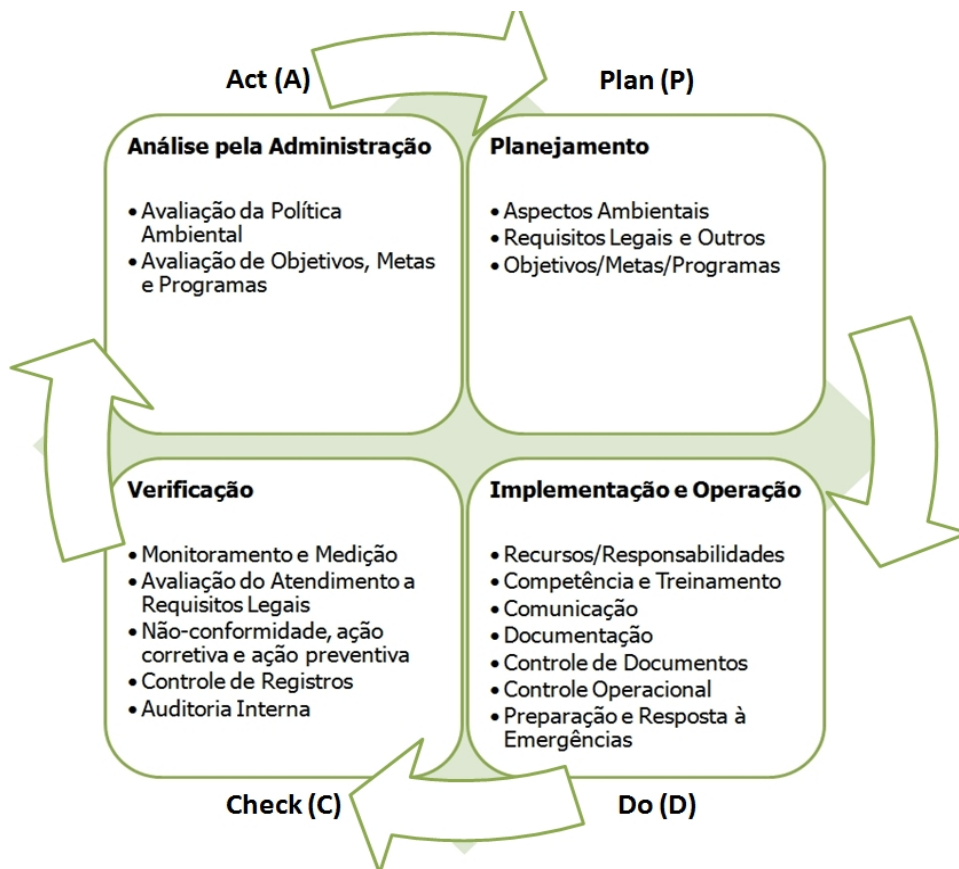 Act (A)
Plan (P)
Análise pela Administração
• Avaliação da Política
Ambiental
• Avaliação de Objetivos, Metas
e Programas
Planejamento
• Aspectos Ambientais
• Requisitos Legais e Outros
• Objetivos/Metas/Programas
Verificação
• Monitoramento e Medição
• Avaliação do Atendimento a
Requisitos Legais
• Não-conformidade, ação
corretiva e ação preventiva
• Controle de Registros
• Auditoria Interna
Implementação e Operação
• Recursos/Responsabilidades
• Competência e Treinamento
• Comunicação
• Documentação
• Controle de Documentos
• Controle Operacional
• Preparação e Resposta à
Emergências
Check (C)
Do (D)